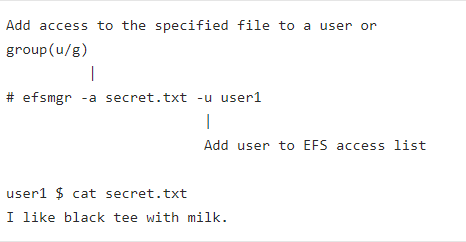 Add access to the specified file to a user or
group(u/g)
|
# efsmgr -a secret.txt -u user1
|
Add user to EFS access list
user1 $ cat secret.txt
I like black tee with milk.